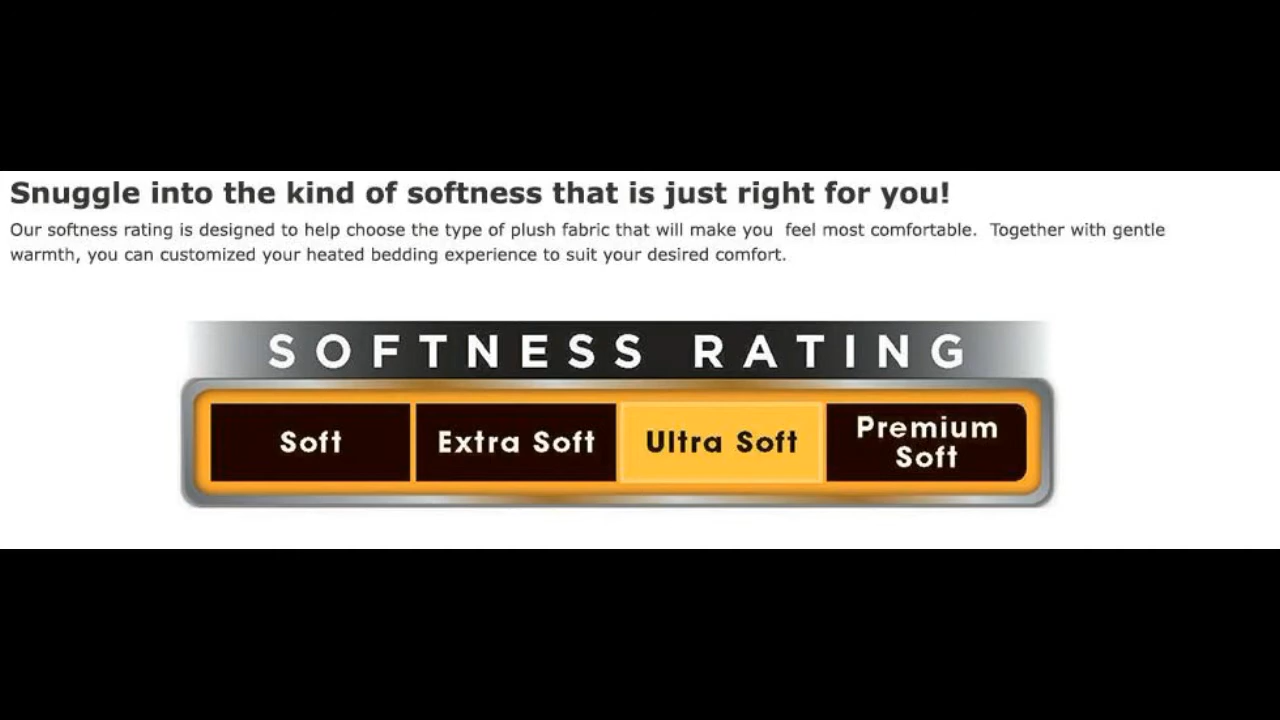 Snuggle into the kind of softness that is just right for you!
Our softness rating is designed to help choose the type of plush fabric that will make you  feel most comfortable.  Together with gentle
warmth, you can customized your heated bedding experience to suit your desired comfort.
SOFTNESS RATING
Soft
Extra Soft
Ultra Soft
Premium
Soft